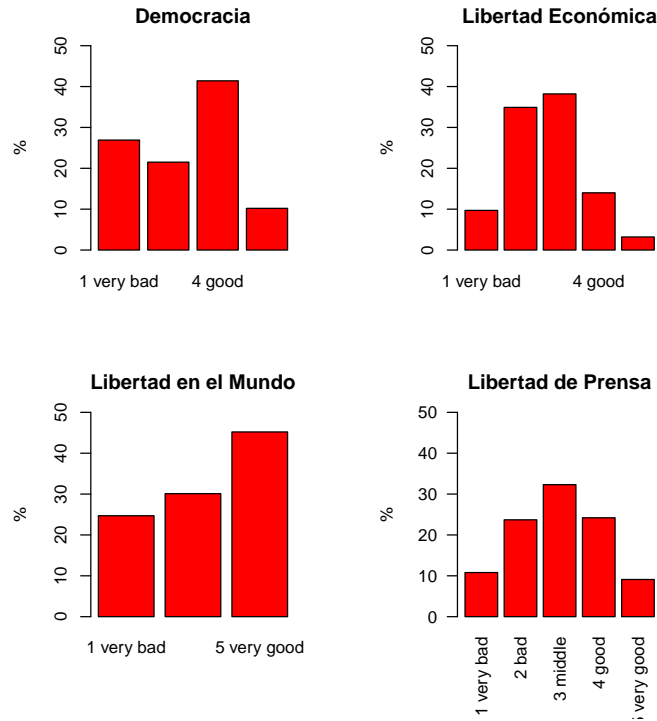 Democracia
%
50
40
30
20
10
0
1 very bad 4 good
Libertad Económica
%
50
40
30
20
10
0
1 very bad 4 good
Libertad en el Mundo
%
50
40
30
20
10
0
1 very bad 5 very good
Libertad de Prensa
%
50
40
30
20
10
0
1 very bad
2 bad
3 middle
4 good
5 very good